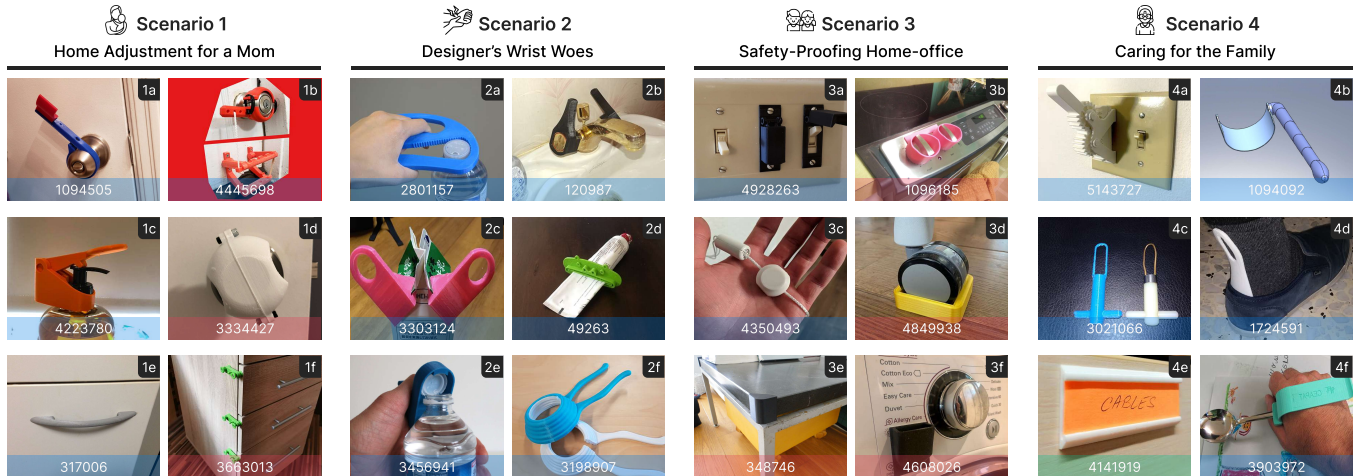 Scenario 1
Home Adjustment for a Mom
Scenario 2
Designer's Wrist Woes
Scenario 3
Safety-Proofing Home-office
Scenario 4
Caring for the Family
1a
1094505
1b
4445698
2a
2801157
2b
120987
3a
4928263
3b
1096185
4a
5143727
4b
1094092
1c
4223780
1d
3334427
2c
3303124
2d
49263
3c
4350493
3d
4849938
4c
3021066
4d
1724591
1e
317006
1f
3663013
2e
3456941
2f
3198907
3e
348746
3f
Cotton
Cotton Eco
Mix
Easy Care
Duvet
Allergy Care
4608026
4e
CABLES
4141919
4f
3903972